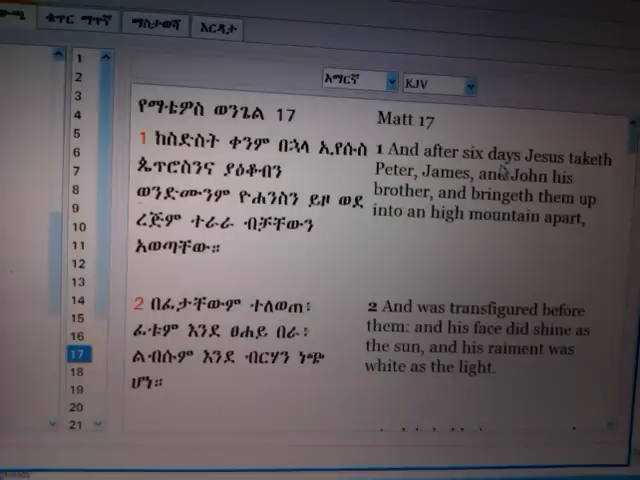 ቁጥር ማጥኛ
ማስታወሻ
እርዳታ
አማርኛ
KJV
1
2
3
4
5
6
7
8
9
10
11
12
13
14
15
16
17
18
19
20
21
የማቴዎስ ወንጌል 17
1 ከስድስት ቀንም በኋላ ኢየሱስ
ጴጥሮስንና ያዕቆብን
ወንድሙንም ዮሐንስን ይዞ ወደ
ረጅም ተራራ ብቻቸውን
አወጣቸው።
2 በፊታቸውም ተለወጠ፥
ፊቱም እንደ ፀሐይ በራ፥
ልብሱም እንደ ብርሃን ነጭ
ሆነ።
Matt 17
1 And after six days Jesus taketh
Peter, James, and John his
brother, and bringeth them up
into an high mountain apart,
2 And was transfigured before
them: and his face did shine as
the sun, and his raiment was
white as the light.